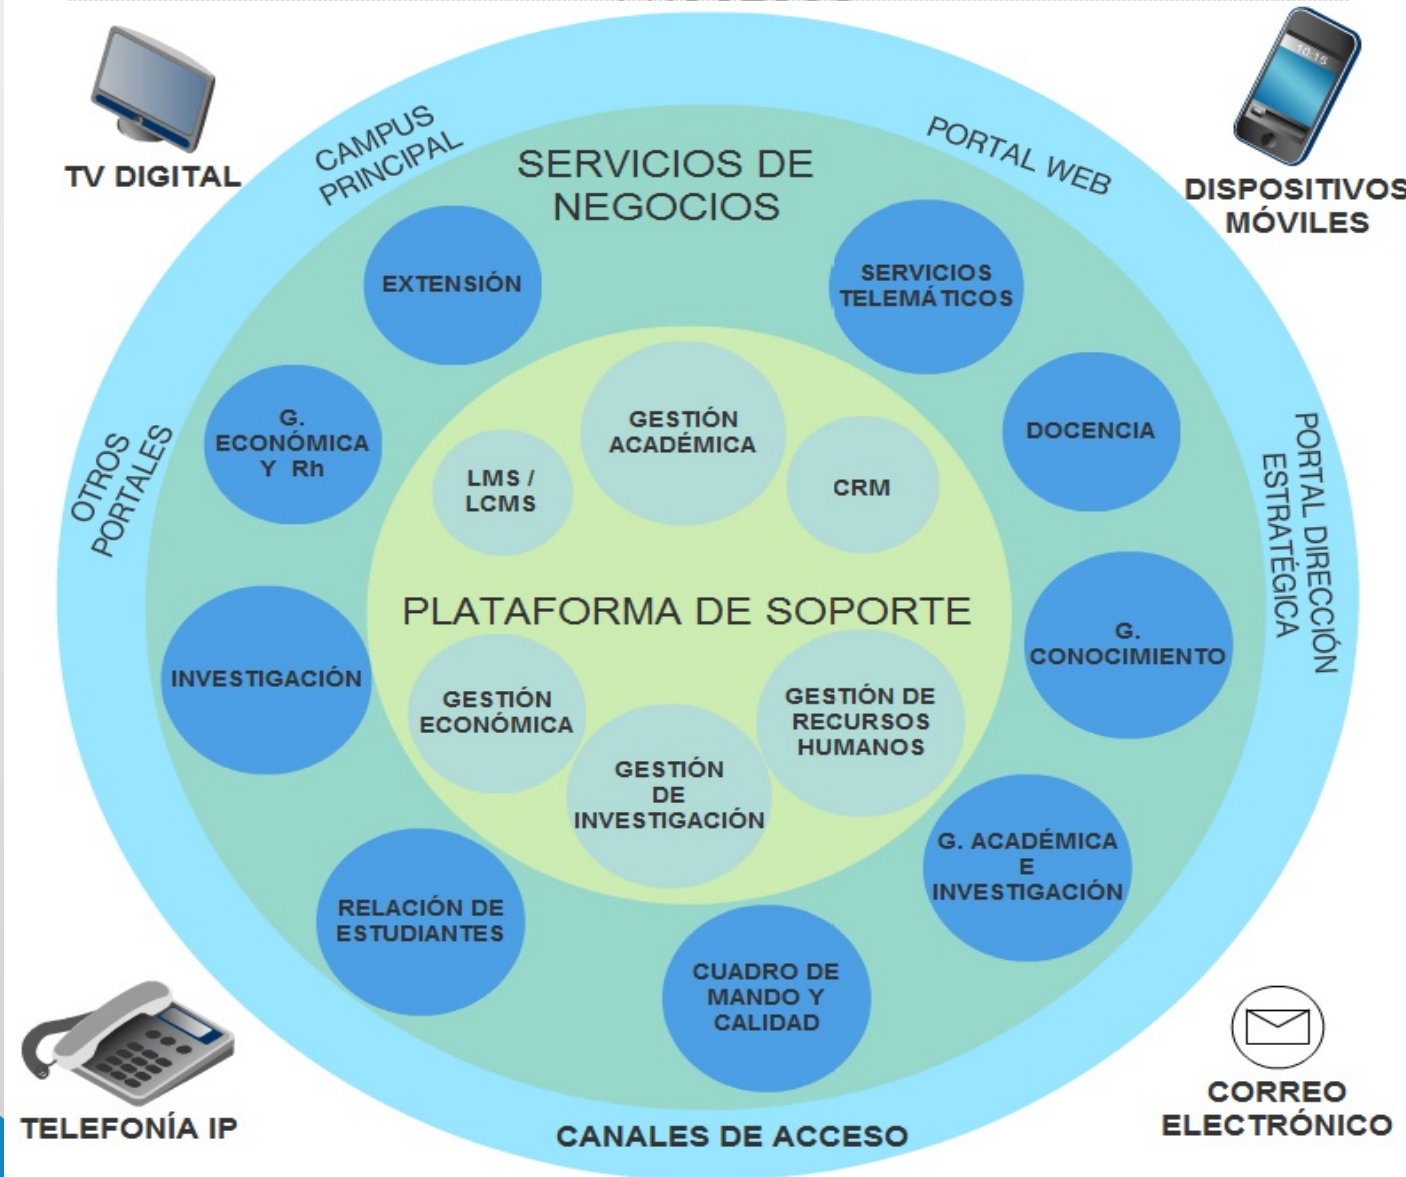 TV DIGITAL
CAMPUS
PRINCIPAL
PORTAL WEB
DISPOSITIVOS
MÓVILES
10:15
SERVICIOS DE
NEGOCIOS
EXTENSIÓN
SERVICIOS
TELEMÁTICOS
G.
ECONÓMICA
Y Rh
DOCENCIA
OTROS
PORTALES
PORTAL DIRECCIÓN
ESTRATÉGICA
GESTIÓN
ACADÉMICA
LMS /
LCMS
CRM
PLATAFORMA DE SOPORTE
INVESTIGACIÓN
G.
CONOCIMIENTO
GESTIÓN
ECONÓMICA
GESTIÓN DE
RECURSOS
HUMANOS
GESTIÓN
DE
INVESTIGACIÓN
G. ACADÉMICA
E
INVESTIGACIÓN
RELACIÓN DE
ESTUDIANTES
CUADRO DE
MANDO Y
CALIDAD
TELEFONÍA IP
CANALES DE ACCESO
CORREO
ELECTRÓNICO